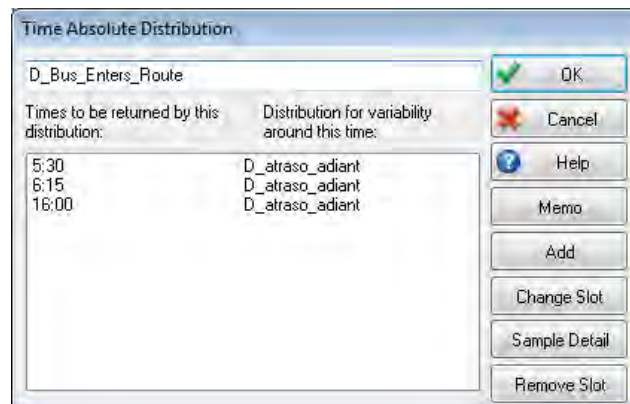 Time Absolute Distribution
D_Bus_Enters_Route
OK
Times to be returned by this distribution:
Distribution for variability around this time:
Cancel
5:30 D_atraso_adiant
6:15 D_atraso_adiant
16:00 D_atraso_adiant
Help
Memo
Add
Change Slot
Sample Detail
Remove Slot